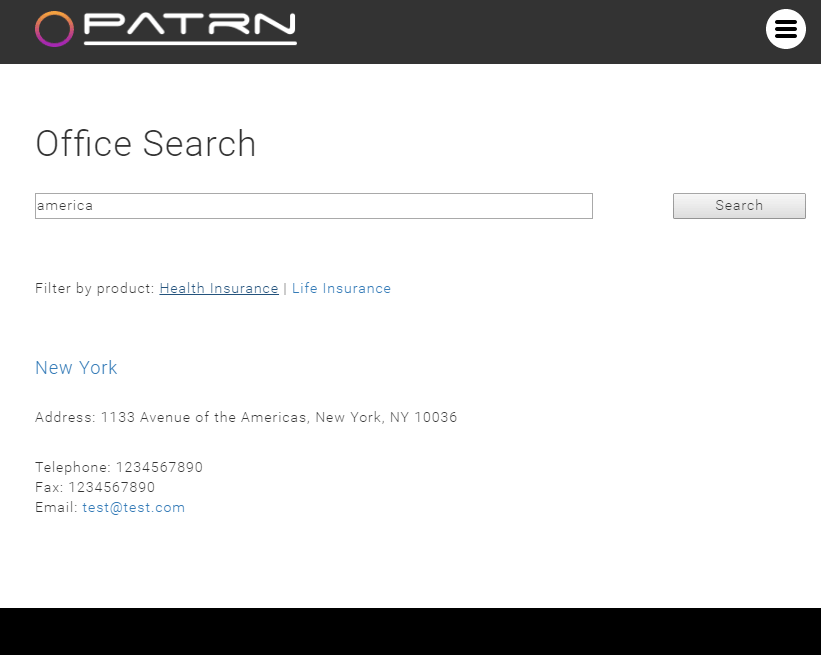 PATRN
Office Search
america
Search
Filter by product: Health Insurance | Life Insurance
New York
Address: 1133 Avenue of the Americas, New York, NY 10036
Telephone: 1234567890
Fax: 1234567890
Email: test@test.com